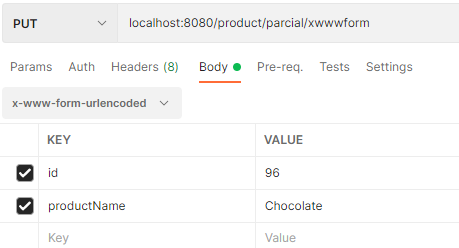 PUT localhost:8080/product/parcial/xwwwform
Params Auth Headers (8) Body Pre-req. Tests Settings
x-www-form-urlencoded
KEY VALUE
id 96
productName Chocolate
Key Value